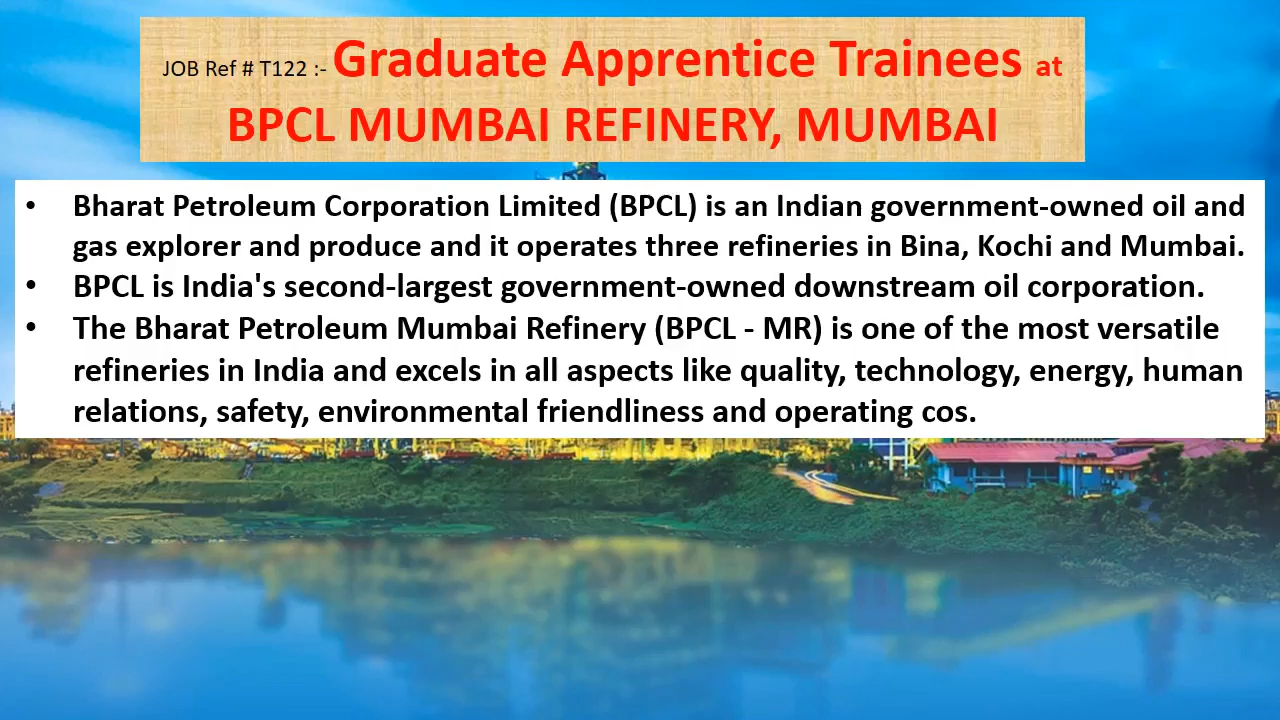 JOB Ref # T122 :- Graduate Apprentice Trainees at
BPCL MUMBAI REFINERY, MUMBAI
• Bharat Petroleum Corporation Limited (BPCL) is an Indian government-owned oil and
gas explorer and produce and it operates three refineries in Bina, Kochi and Mumbai.
• BPCL is India's second-largest government-owned downstream oil corporation.
• The Bharat Petroleum Mumbai Refinery (BPCL - MR) is one of the most versatile
refineries in India and excels in all aspects like quality, technology, energy, human
relations, safety, environmental friendliness and operating cos.